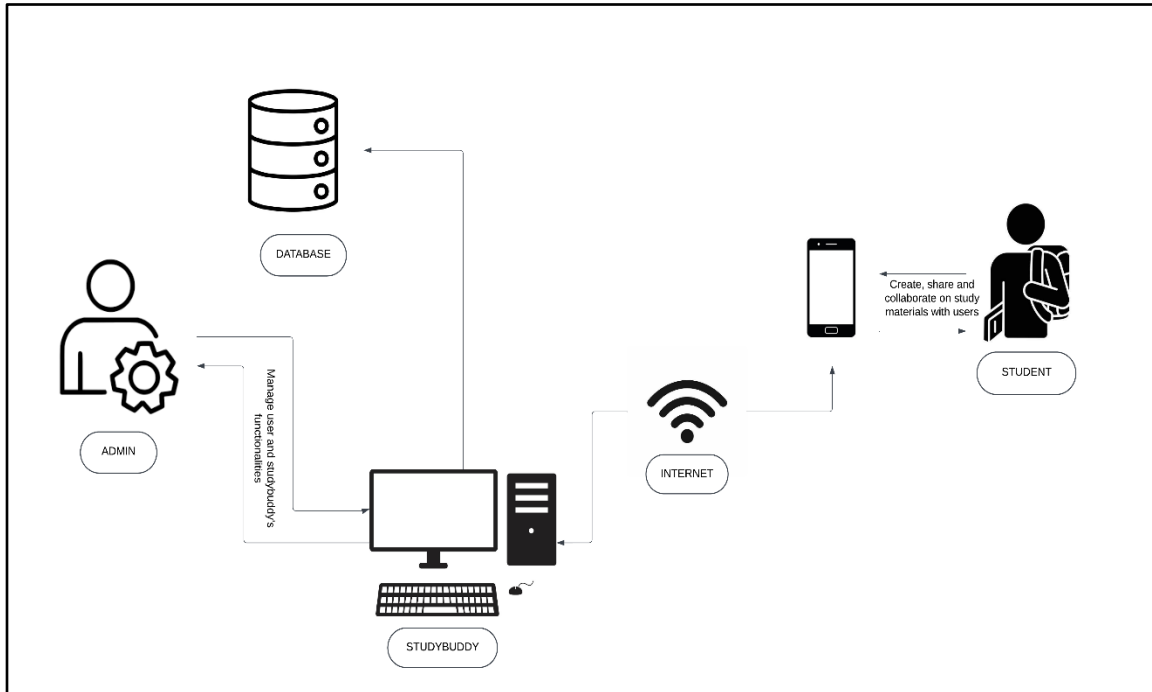 DATABASE
Create, share and
collaborate on study
materials with users
STUDENT
Manage user and studybuddy's
functionalities
ADMIN
INTERNET
STUDYBUDDY